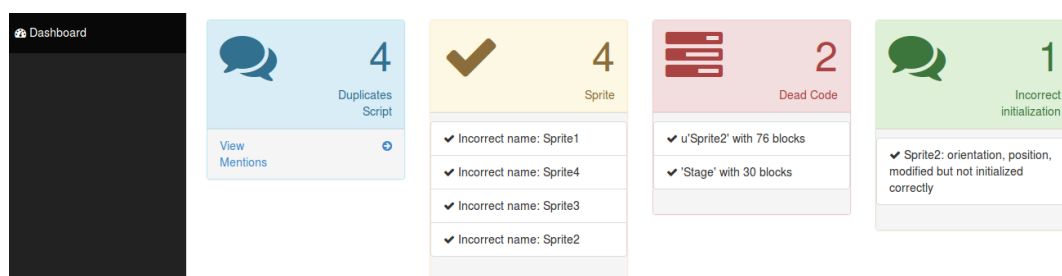 Dashboard
4
Duplicates
Script
View
Mentions
4
Sprite
Incorrect name: Sprite1
Incorrect name: Sprite4
Incorrect name: Sprite3
Incorrect name: Sprite2
2
Dead Code
u'Sprite2' with 76 blocks
'Stage' with 30 blocks
1
Incorrect
initialization
Sprite2: orientation, position,
modified but not initialized
correctly